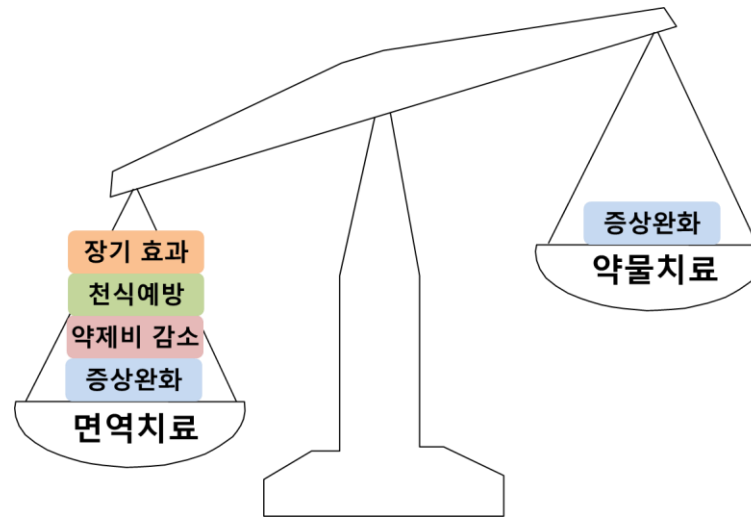 장기 효과
천식예방
약제비 감소
증상완화
면역치료
증상완화
약물치료